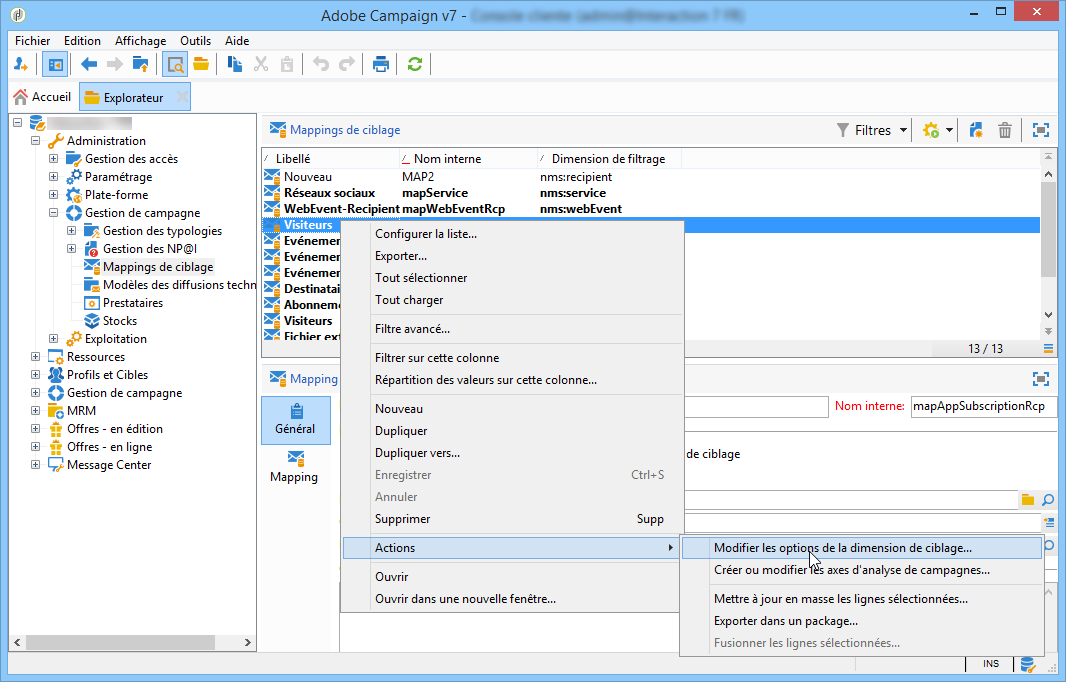 Adobe Campaign v7 -
Fichier Edition Affichage Outils Aide
Accueil Explorateur
Administration
Gestion des accès
Paramétrage
Plate-forme
Gestion de campagne
Gestion des typologies
Gestion des NP@I
Mappings de ciblage
Modèles des diffusions techn
Prestataires
Stocks
Exploitation
Ressources
Profils et Cibles
Gestion de campagne
MRM
Offres - en édition
Offres - en ligne
Message Center
Mappings de ciblage Filtres
Libellé Nom interne Dimension de filtrage
Nouveau MAP2 nms:recipient
Réseaux sociaux mapService nms:service
WebEvent-Recipient mapWebEventRcp nms:webEvent
Visiteurs
Evénemer
Evénemer
Evénemer
Destinatai
Abonneme
Visiteurs
Fichier ext
13 / 13
Mapping
Général
Mapping
Nom interne: mapAppSubscriptionRcp
de ciblage
Configurer la liste...
Exporter...
Tout sélectionner
Tout charger
Filtre avancé...
Filtrer sur cette colonne
Répartition des valeurs sur cette colonne...
Nouveau
Dupliquer
Dupliquer vers...
Enregistrer Ctrl+S
Annuler
Supprimer Supp
Actions
Ouvrir
Ouvrir dans une nouvelle fenêtre...
Modifier les options de la dimension de ciblage...
Créer ou modifier les axes d'analyse de campagnes...
Mettre à jour en masse les lignes sélectionnées...
Exporter dans un package...
Fusionner les lignes sélectionnées...
INS